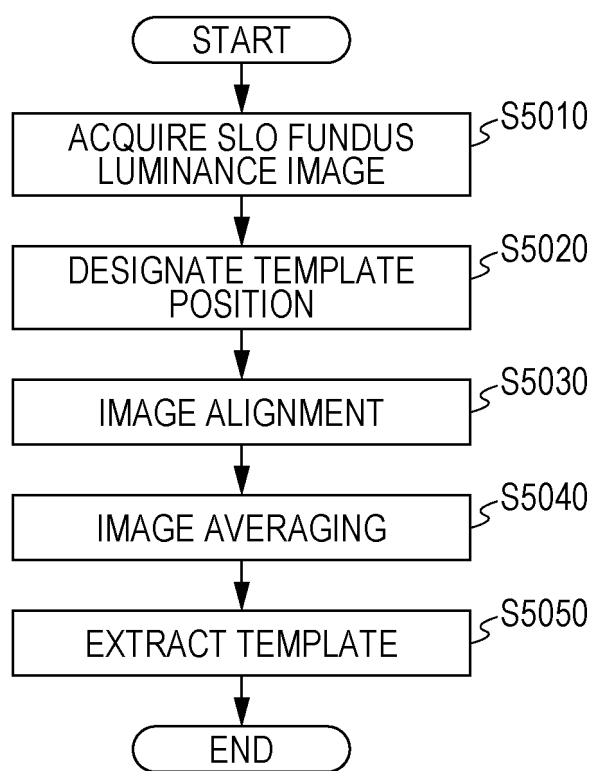 START
ACQUIRE SLO FUNDUS
LUMINANCE IMAGE
S5010
DESIGNATE TEMPLATE
POSITION
S5020
IMAGE ALIGNMENT
S5030
IMAGE AVERAGING
S5040
EXTRACT TEMPLATE
S5050
END